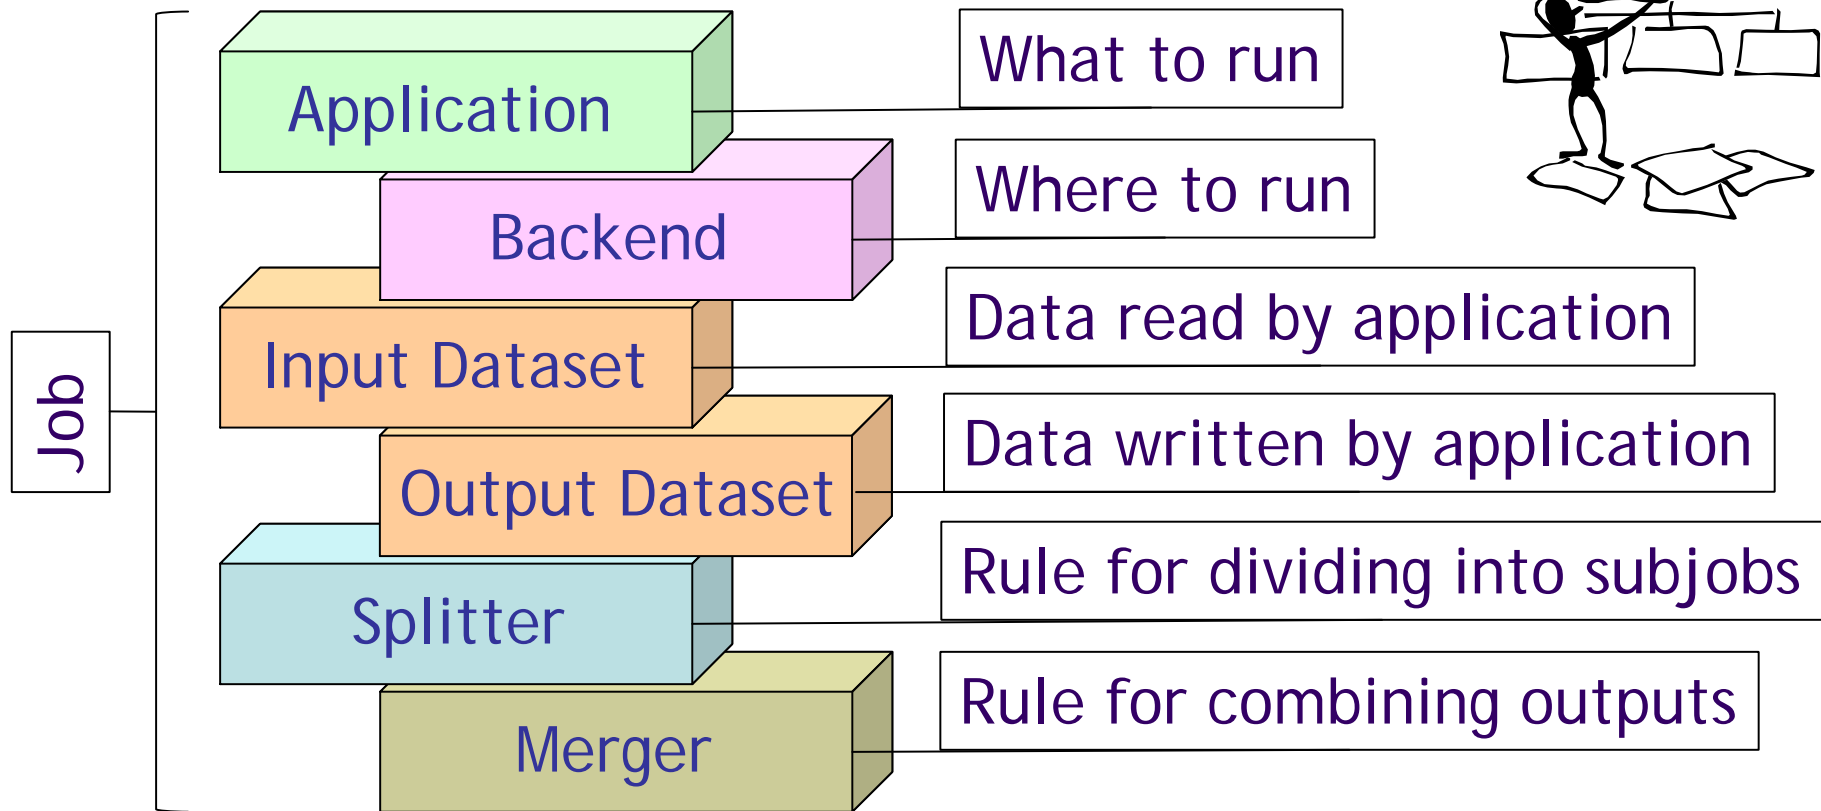 Job
Application
What to run
Backend
Where to run
Input Dataset
Data read by application
Output Dataset
Data written by application
Splitter
Rule for dividing into subjobs
Merger
Rule for combining outputs